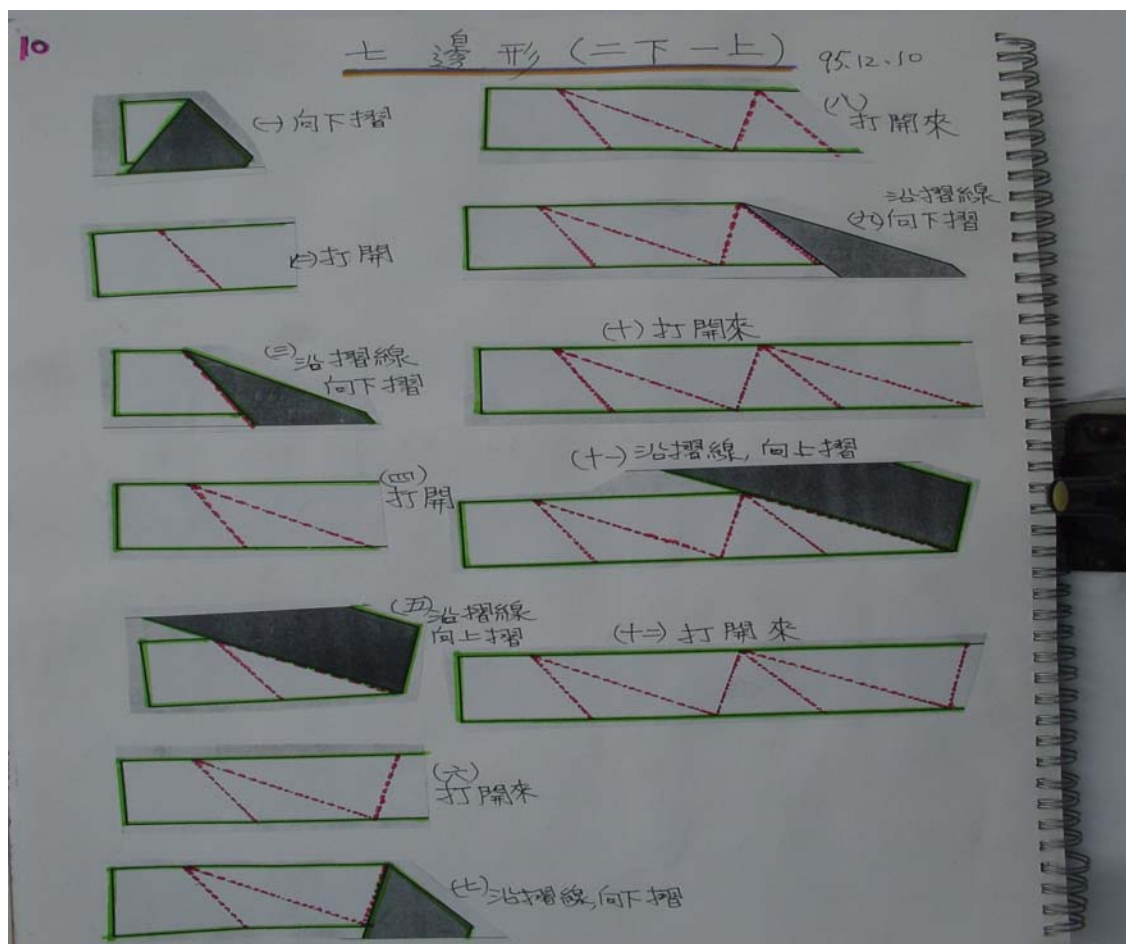 10
七邊形(二下一上)
95.12.10
(一)向下摺
(二)打開
(三)沿摺線
向下摺
(四)
打開
(五)沿摺線
向上摺
(六)
打開來
(七)沿摺線,向下摺
(八)
打開來
沿摺線
(九)向下摺
(十)打開來
(十一)沿摺線,向上摺
(十二)打開來